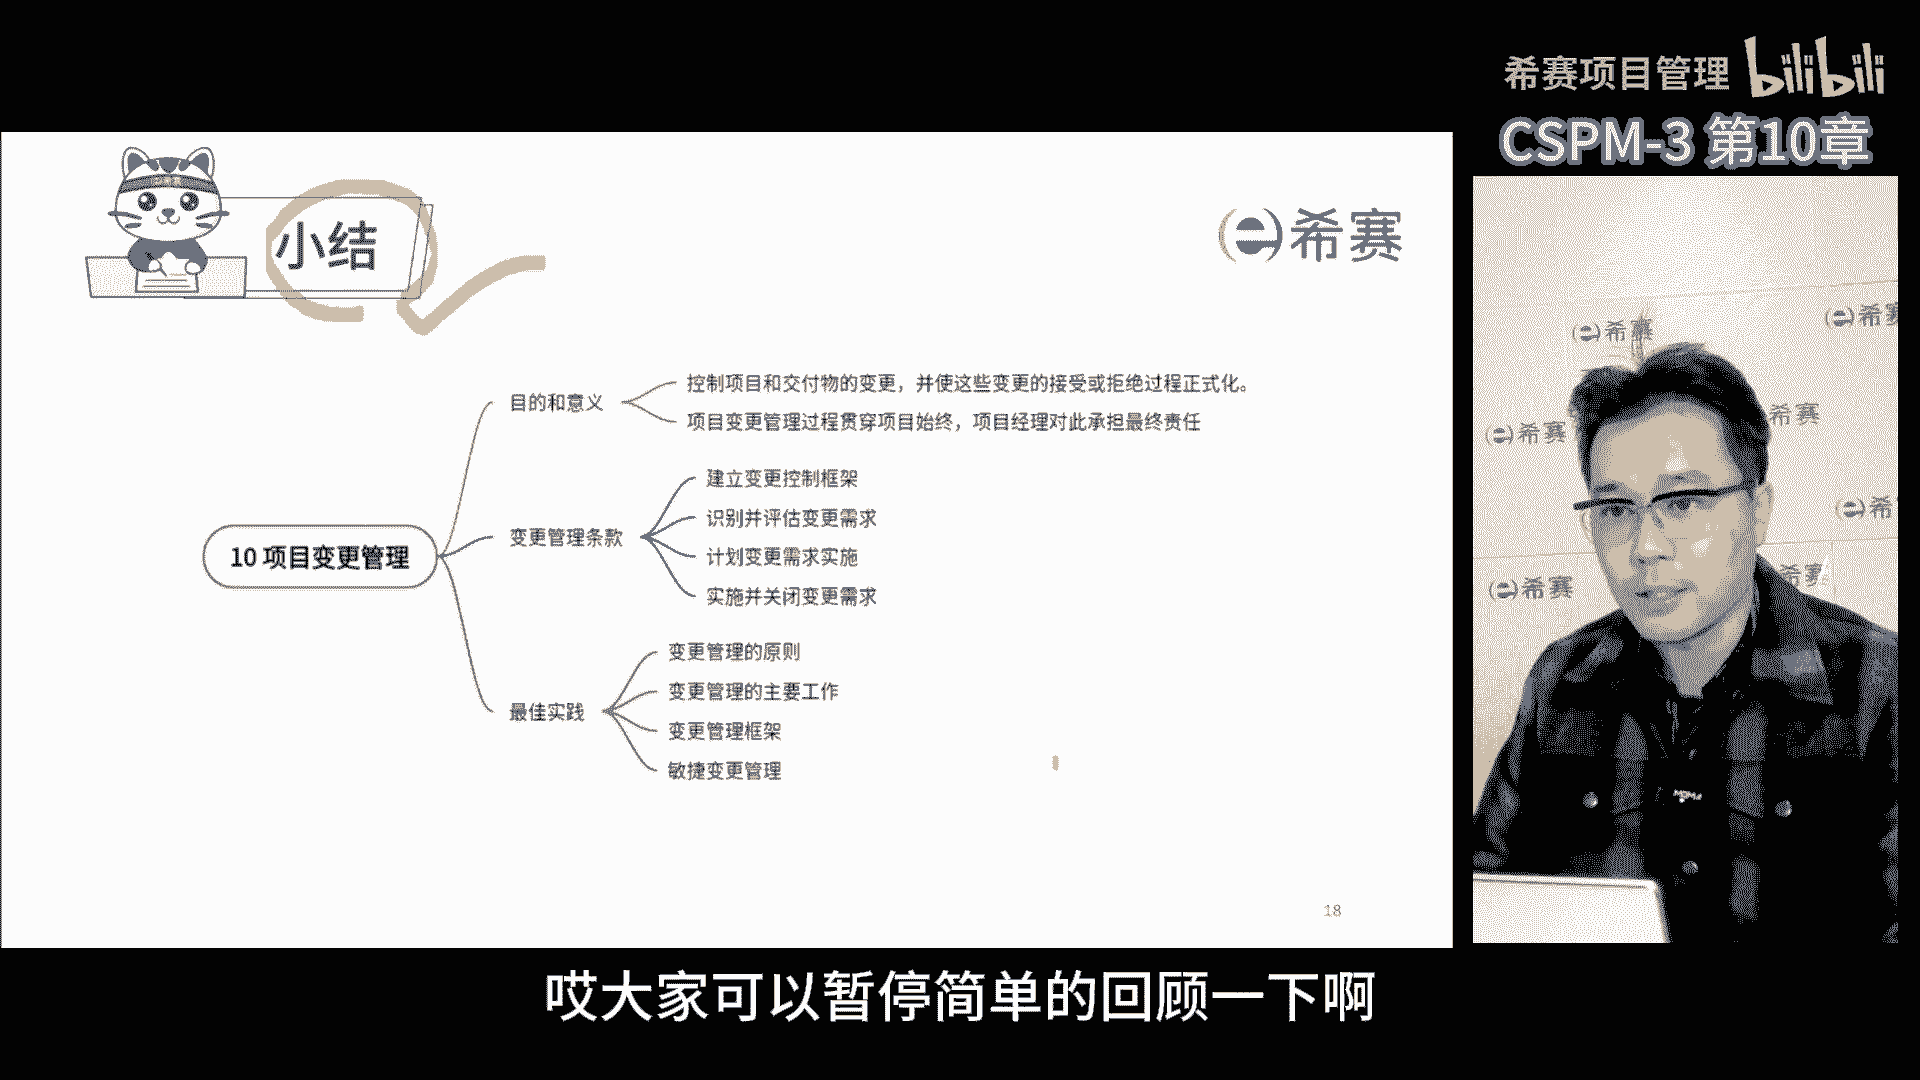 希赛项目管理 bilibili
CSPM-3 第10章
小结
希赛
目的和意义
控制项目和交付物的变更，并使这些变更的接受或拒绝过程正式化。
项目变更管理过程贯穿项目始终，项目经理对此承担最终责任
10 项目变更管理
变更管理条款
建立变更控制框架
识别并评估变更需求
计划变更需求实施
实施并关闭变更需求
最佳实践
变更管理的原则
变更管理的主要工作
变更管理框架
敏捷变更管理
18
希赛
希赛
希赛
希赛
希
希赛
希赛
哎大家可以暂停简单的回顾一下啊